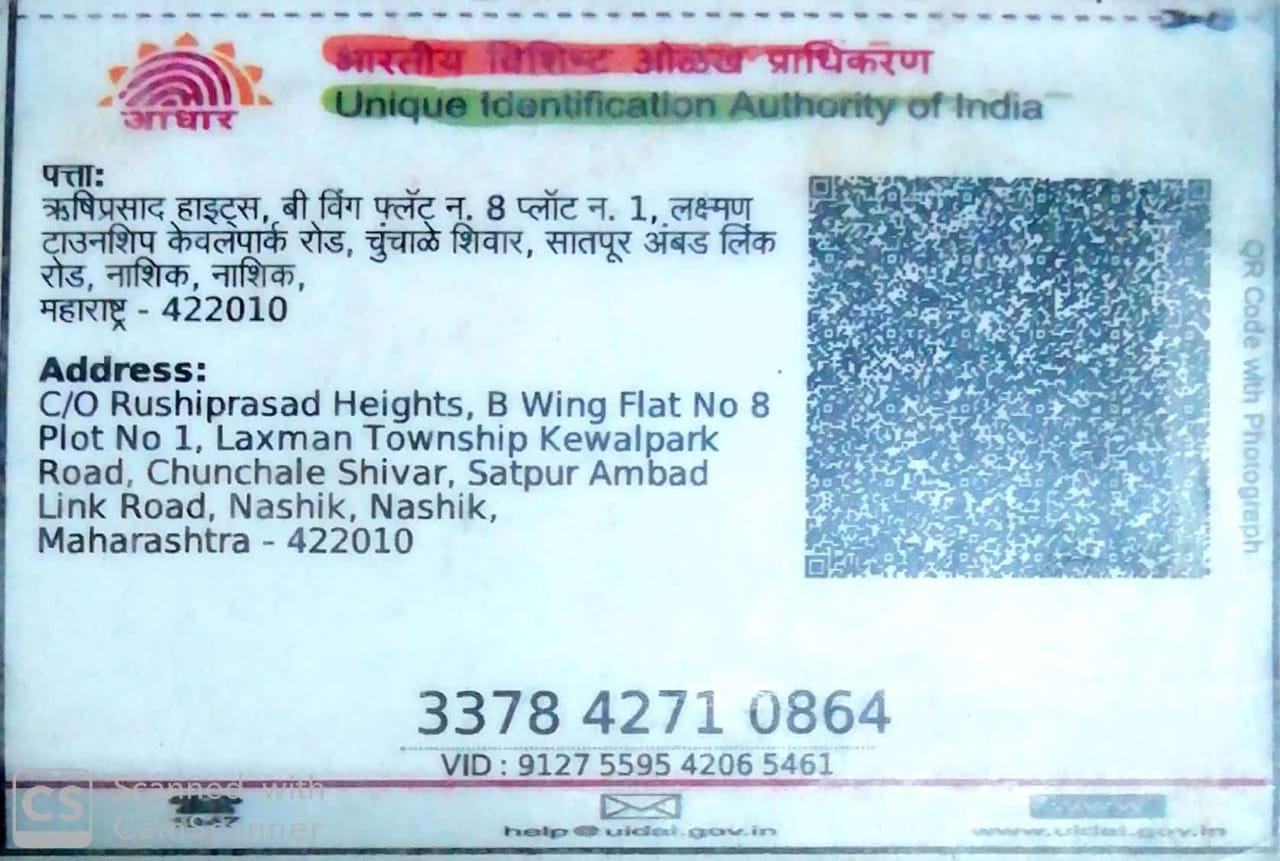 आधार
भारतीय विशिष्ट ओळख प्राधिकरण
Unique Identification Authority of India
पत्ता:
ऋषिप्रसाद हाइट्स, बी विंग फ्लॅट न. 8 प्लॉट न. 1, लक्ष्मण
टाउनशिप केवलपार्क रोड, चुंचाळे शिवार, सातपूर अंबड लिंक
रोड, नाशिक, नाशिक,
महाराष्ट्र - 422010
Address:
C/O Rushiprasad Heights, B Wing Flat No 8
Plot No 1, Laxman Township Kewalpark
Road, Chunchale Shivar, Satpur Ambad
Link Road, Nashik, Nashik,
Maharashtra - 422010
QR Code with Photograph
3378 4271 0864
VID : 9127 5595 4206 5461
CS Scanned with
CamScanner
help@uidai.gov.in
www.uidai.gov.in